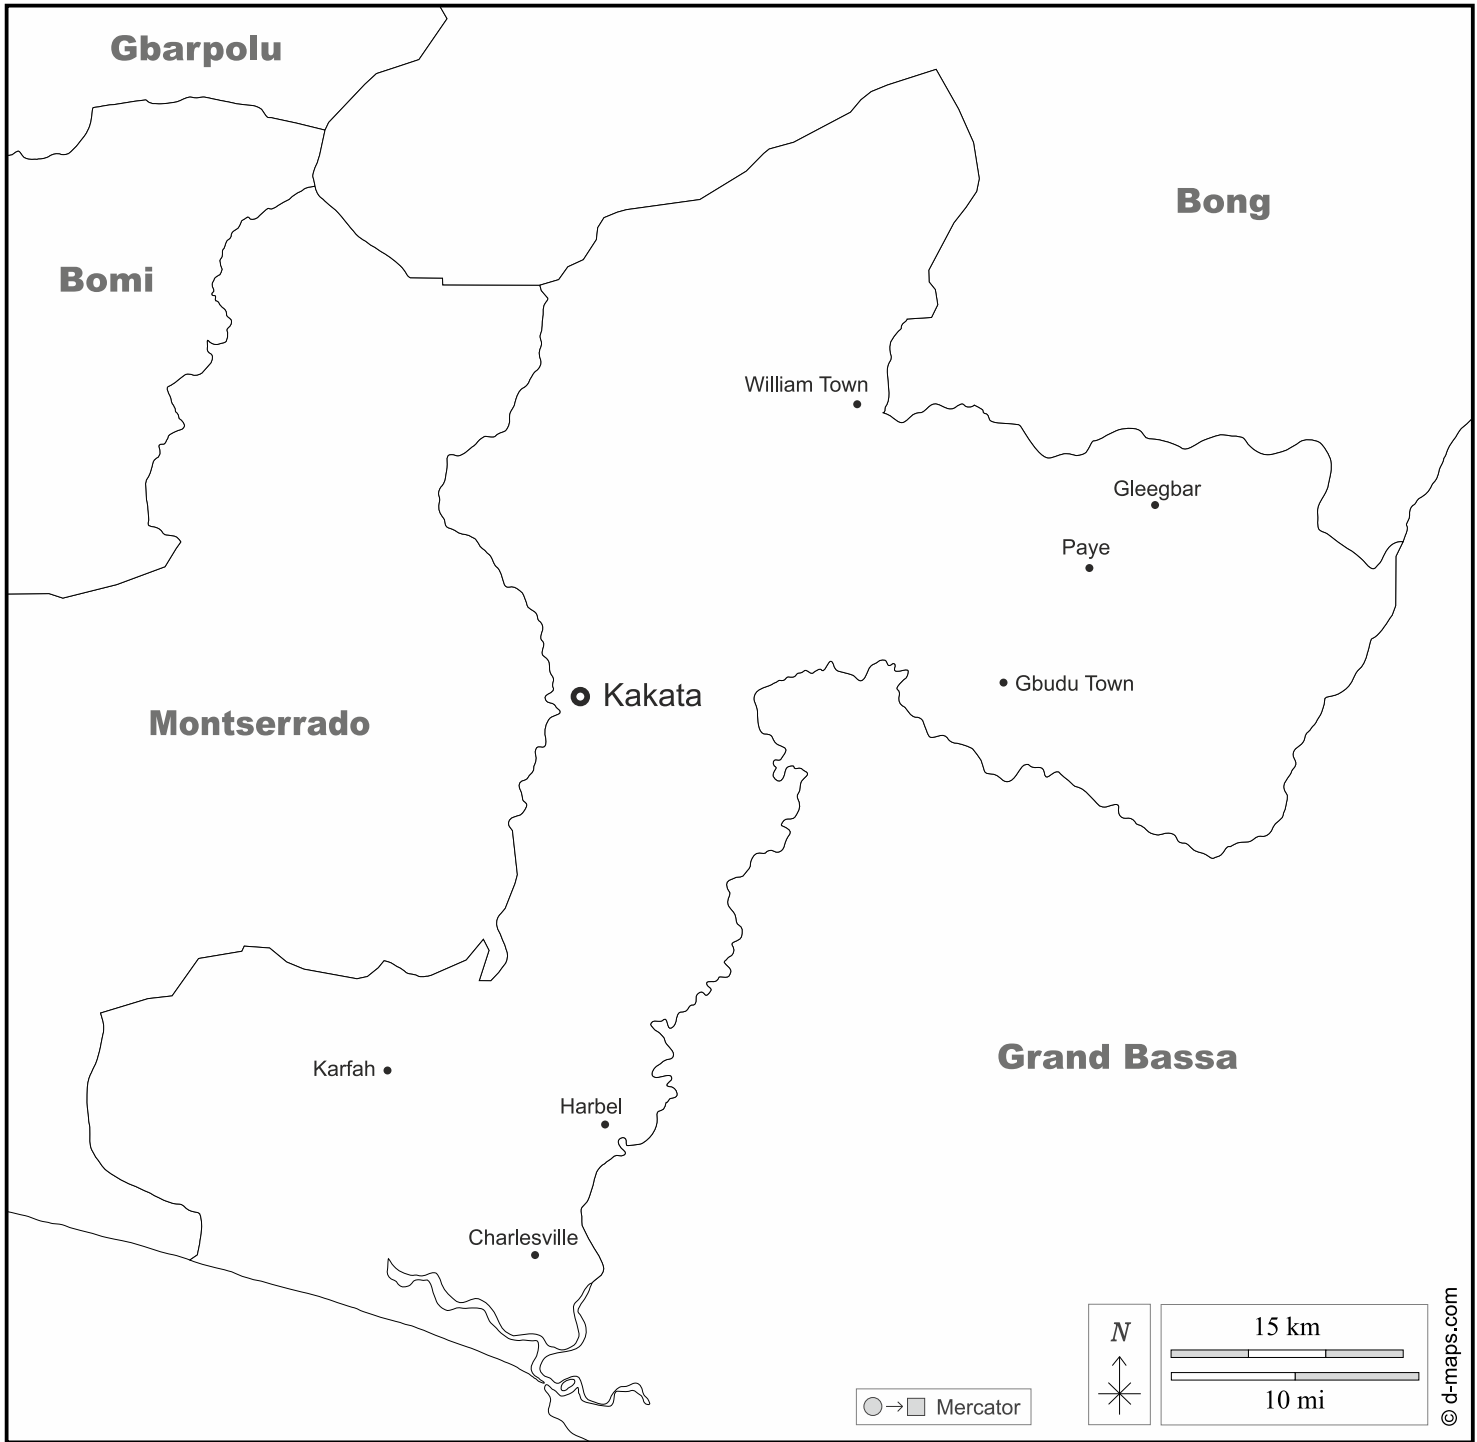 Gbarpolu
Bong
Bomi
William Town
Gleegbar
Paye
Gbudu Town
Kakata
Montserrado
Grand Bassa
Karfah
Harbel
Charlesville
N
15 km
10 mi
Mercator
© d-maps.com